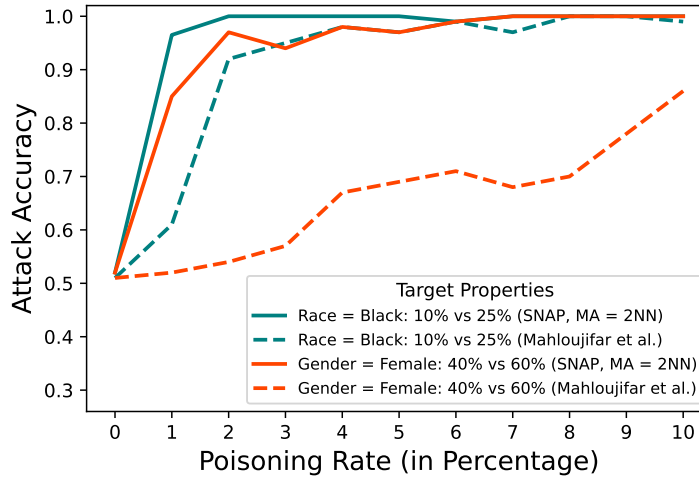 1.0
0.9
0.8
0.7
0.6
0.5
0.4
0.3
Attack Accuracy
Target Properties
Race = Black: 10% vs 25% (SNAP, MA = 2NN)
Race = Black: 10% vs 25% (Mahloujifar et al.)
Gender = Female: 40% vs 60% (SNAP, MA = 2NN)
Gender = Female: 40% vs 60% (Mahloujifar et al.)
0 1 2 3 4 5 6 7 8 9 10
Poisoning Rate (in Percentage)